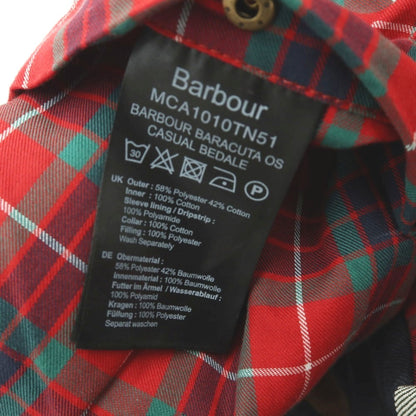 Barbour
MCA1010TN51
BARBOUR BARACUTA OS
CASUAL BEDALE
30
P
UK Outer : 58% Polyester 42% Cotton
Inner : 100% Cotton
Sleeve lining / Dripstrip :
100% Polyamide
Collar : 100% Cotton
Filling : 100% Polyester
Wash Separately
DE Obermaterial :
58% Polyester 42% Baumwolle
Innenfutter : 100% Baumwolle
Futter im Ärmel / Wasserablauf :
100% Polyamid
Kragen : 100% Baumwolle
Füllung : 100% Polyester
Separat waschen